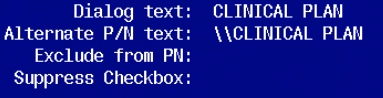 Dialog text: CLINICAL PLAN
Alternate P/N text: \\CLINICAL PLAN
Exclude from PN:
Suppress Checkbox: